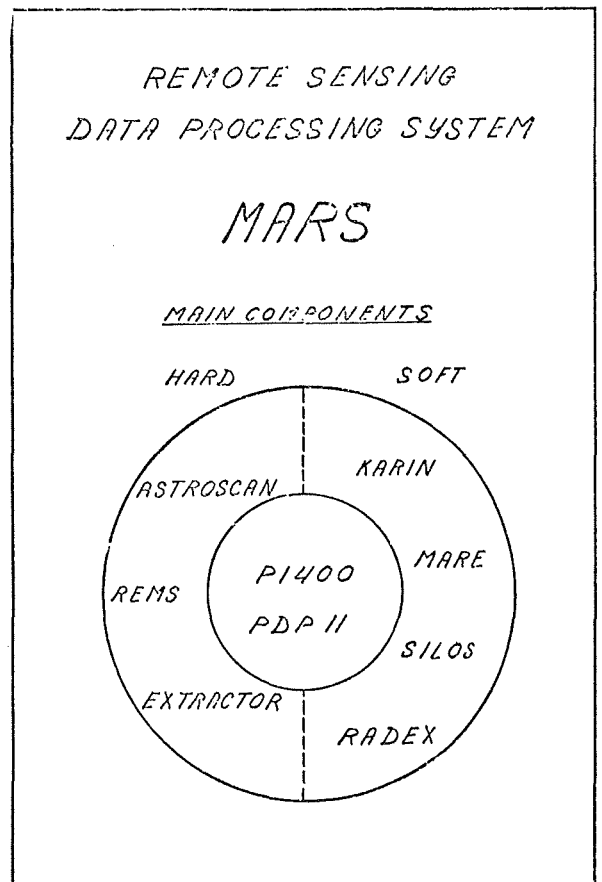 REMOTE SENSING
DATA PROCESSING SYSTEM
MARS
MAIN COMPONENTS
HARD SOFT
KARIN
ASTROSCAN
MARE
P1400
REMS
PDP 11
SILOS
EXTRACTOR
RADEX